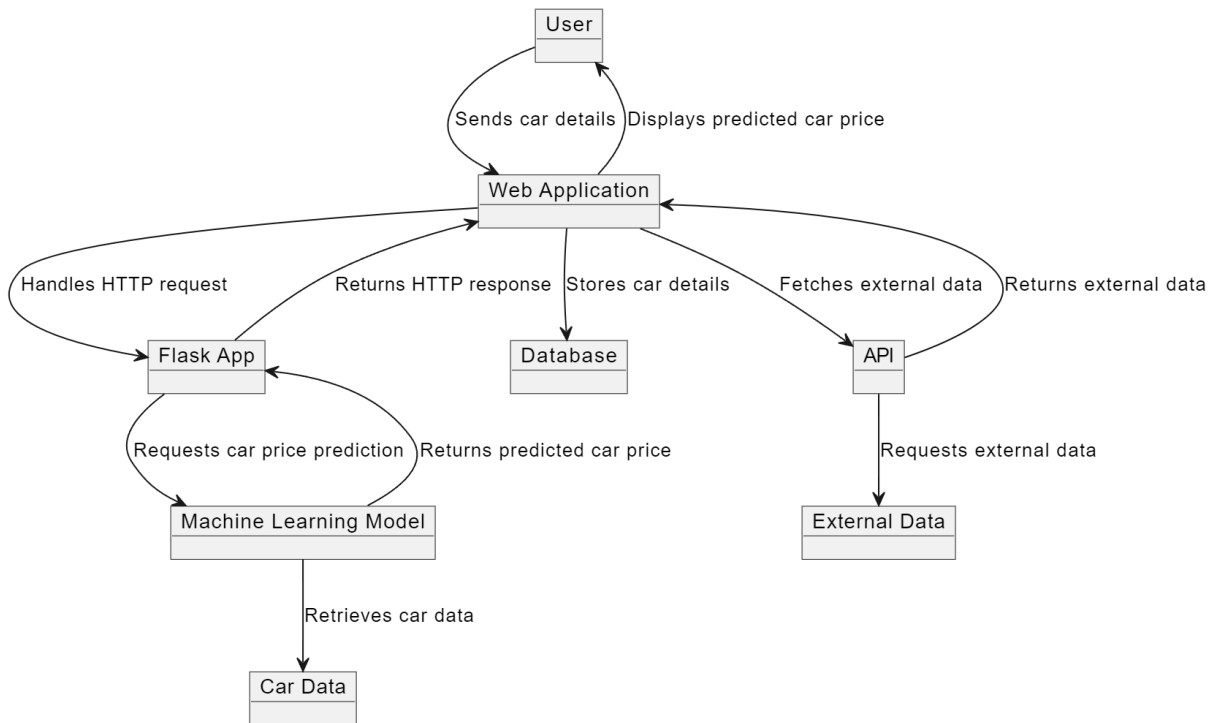 User
Sends car details
Displays predicted car price
Web Application
Handles HTTP request
Returns HTTP response
Stores car details
Fetches external data
Returns external data
Flask App
Database
API
Requests car price prediction
Returns predicted car price
Requests external data
Machine Learning Model
External Data
Retrieves car data
Car Data